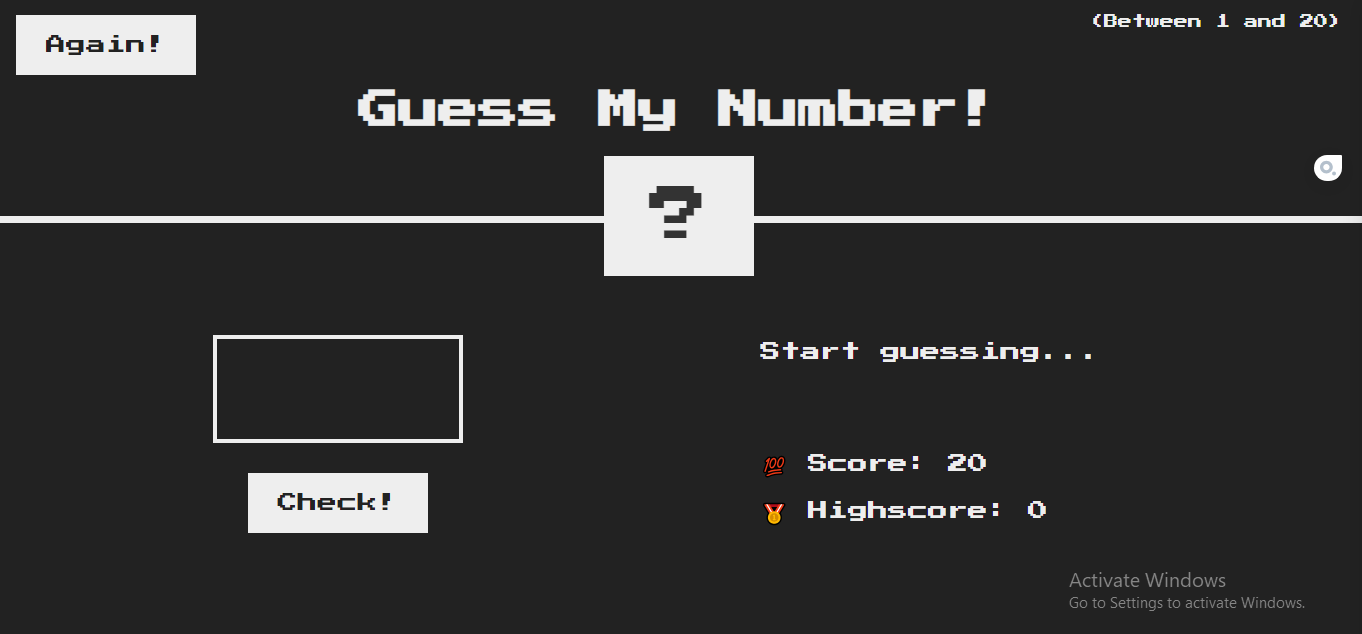 Again!
(Between 1 and 20)
Guess My Number!
?
Start guessing...
Check!
💯 Score: 20
🥇 Highscore: 0
Activate Windows
Go to Settings to activate Windows.